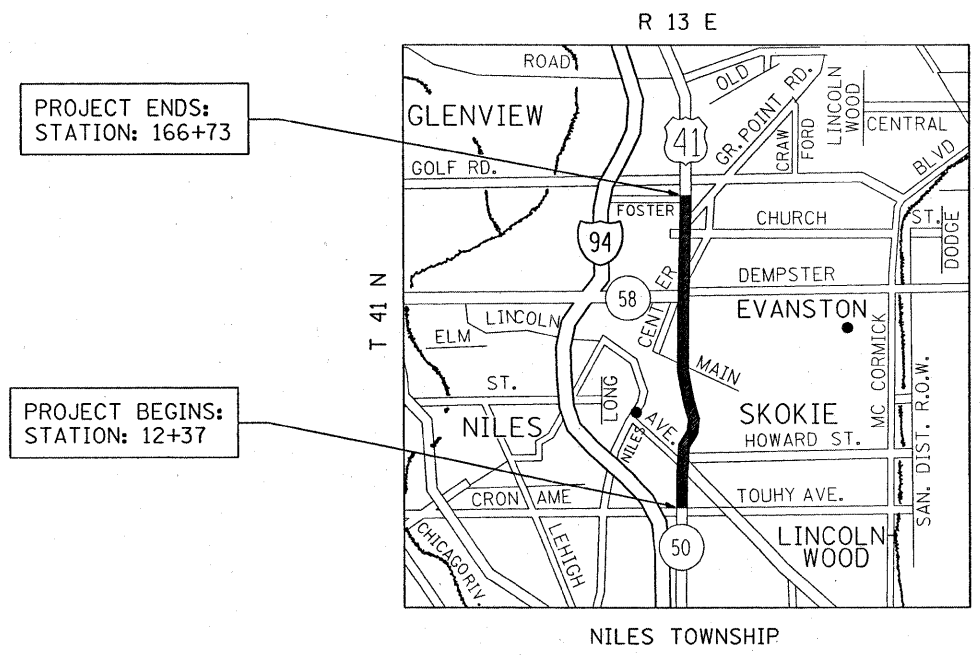 R 13 E
PROJECT ENDS:
STATION: 166+73
ROAD
OLD
GR. POINT RD.
LINCOLN
WOOD
GLENVIEW
41
CRAW
FORD
CENTRAL
BLVD
GOLF RD.
FOSTER
CHURCH
ST.
DODGE
94
T 41 N
58
CENTER
DEMPSTER
EVANSTON
LINCOLN
ELM
MAIN
MC CORMICK
SAN. DIST. R.O.W.
PROJECT BEGINS:
STATION: 12+37
ST.
LONG
AVE.
NILES
NILES
SKOKIE
HOWARD ST.
CRONAME
TOUHY AVE.
CHICAGO RIV.
LEHIGH
50
LINCOLN
WOOD
NILES TOWNSHIP